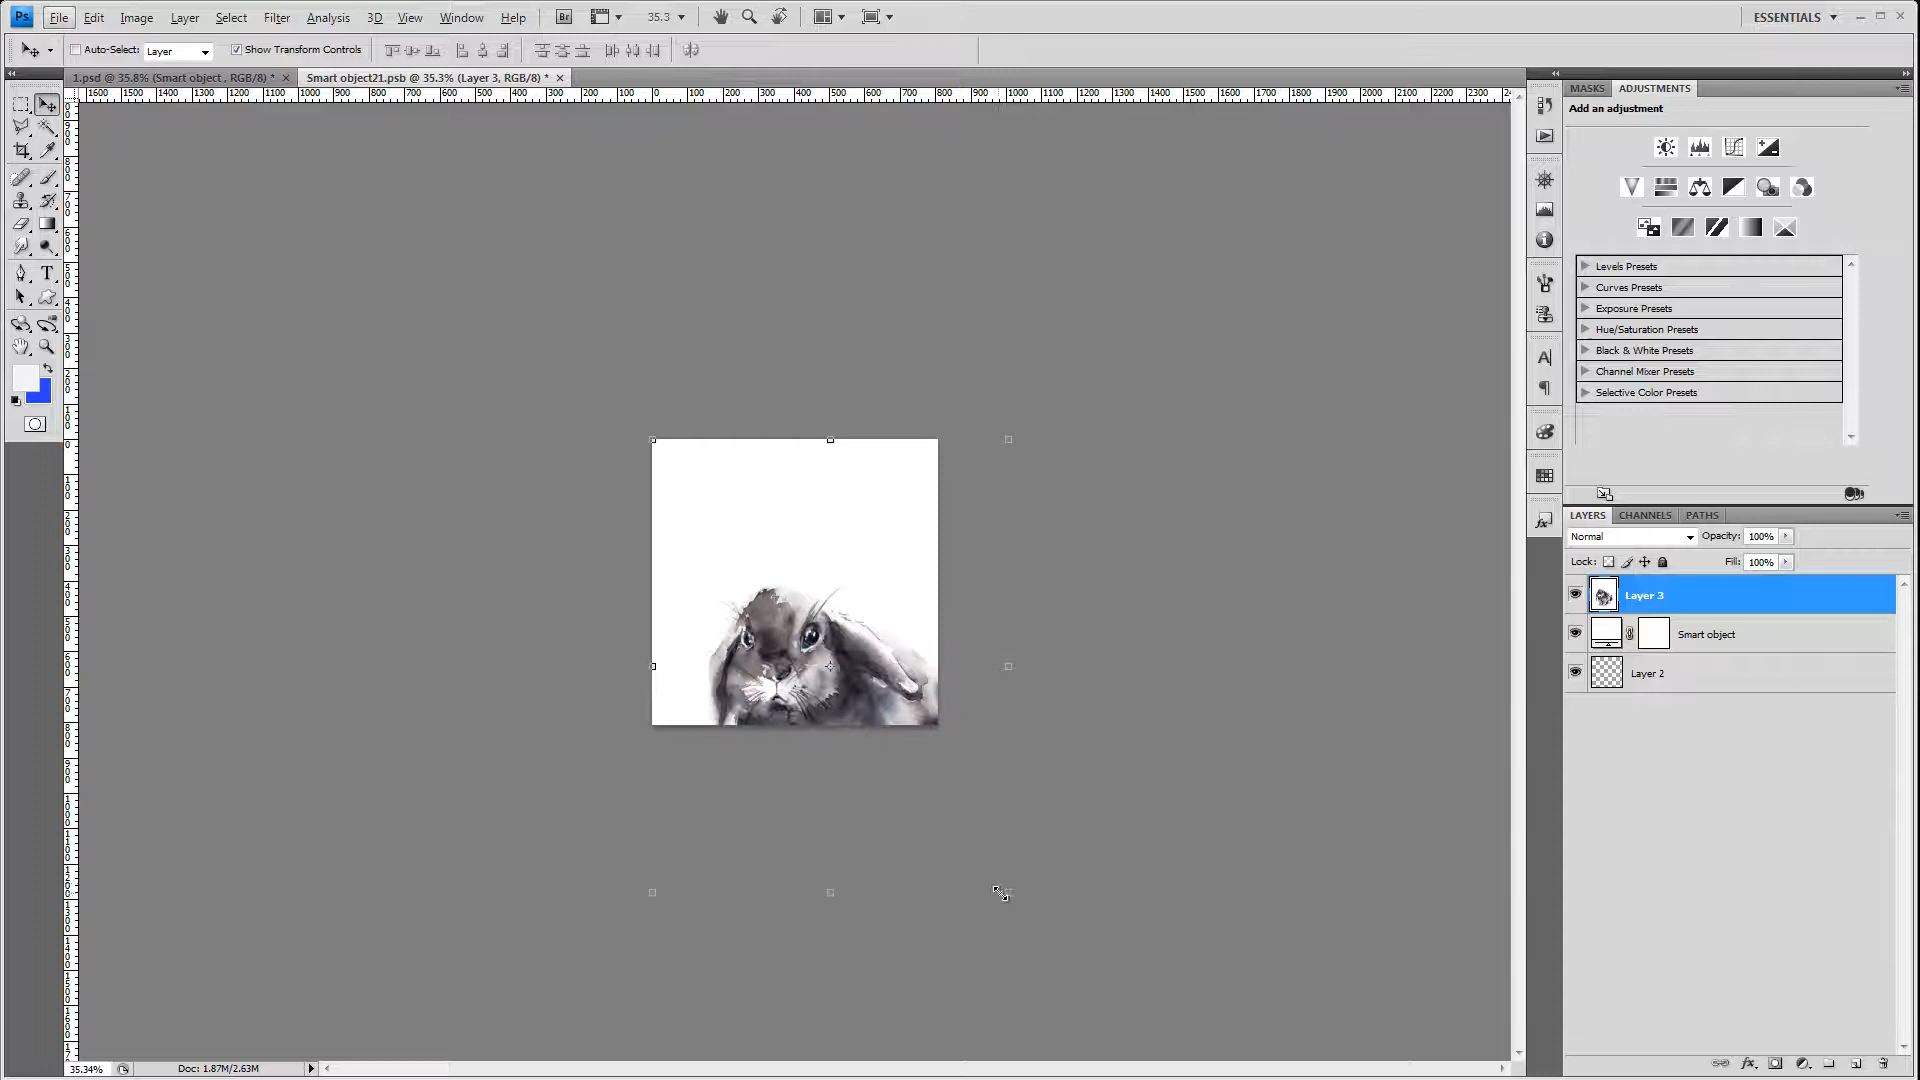 Ps File Edit Image Layer Select Filter Analysis 3D View Window Help Br 35.3 ESSENTIALS
Auto-Select: Layer Show Transform Controls
1.psd @ 35.8% (Smart object , RGB/8) * Smart object21.psb @ 35.3% (Layer 3, RGB/8) *
1600 1500 1400 1300 1200 1100 1000 900 800 700 600 500 400 300 200 100 0 100 200 300 400 500 600 700 800 900 1000 1100 1200 1300 1400 1500 1600 1700 1800 1900 2000 2100 2200 2300
MASKS ADJUSTMENTS
Add an adjustment
Levels Presets
Curves Presets
Exposure Presets
Hue/Saturation Presets
Black & White Presets
Channel Mixer Presets
Selective Color Presets
LAYERS CHANNELS PATHS
Normal Opacity: 100%
Lock: Fill: 100%
Layer 3
Smart object
Layer 2
35.34% Doc: 1.87M/2.63M